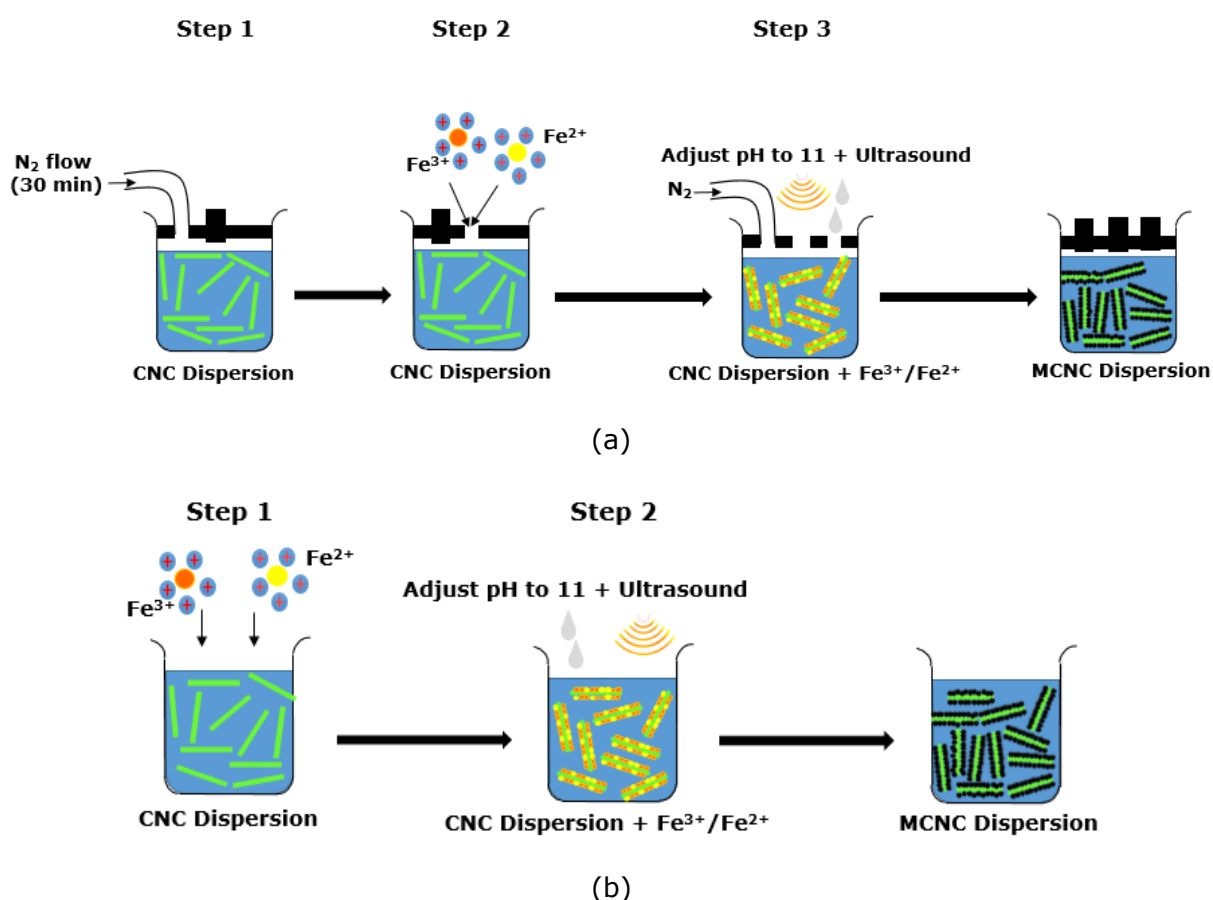 Step 1
Step 2
Step 3
N₂ flow
(30 min)
Fe³⁺
Fe²⁺
Adjust pH to 11 + Ultrasound
N₂
CNC Dispersion
CNC Dispersion
CNC Dispersion + Fe³⁺/Fe²⁺
MCNC Dispersion
(a)
Step 1
Step 2
Fe³⁺
Fe²⁺
Adjust pH to 11 + Ultrasound
CNC Dispersion
CNC Dispersion + Fe³⁺/Fe²⁺
MCNC Dispersion
(b)